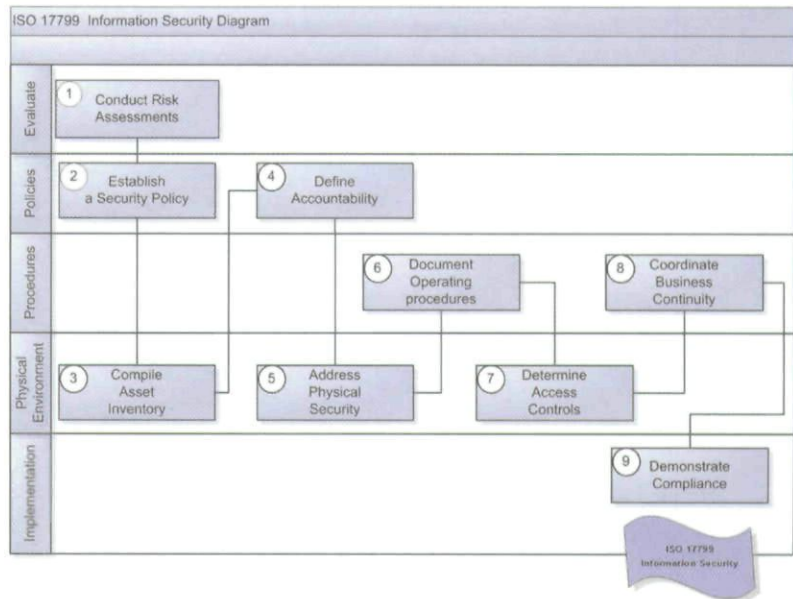 ISO 17799 Information Security Diagram
Evaluate
1
Conduct Risk
Assessments
Policies
2
Establish
a Security Policy
4
Define
Accountability
Procedures
6
Document
Operating
procedures
8
Coordinate
Business
Continuity
Physical
Environment
3
Compile
Asset
Inventory
5
Address
Physical
Security
7
Determine
Access
Controls
Implementation
9
Demonstrate
Compliance
ISO 17799
Information Security